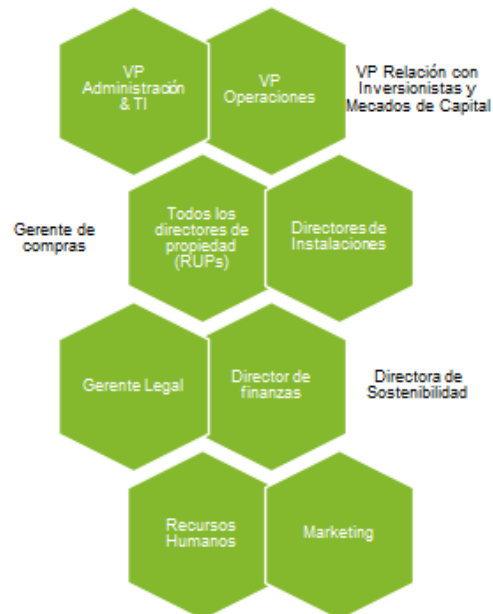 VP
Administración
& TI
VP
Operaciones
VP Relación con
Inversionistas y
Mecados de Capital
Gerente de
compras
Todos los
directores de
propiedad
(RUPs)
Directores de
Instalaciones
Gerente Legal
Director de
finanzas
Directora de
Sostenibilidad
Recursos
Humanos
Marketing